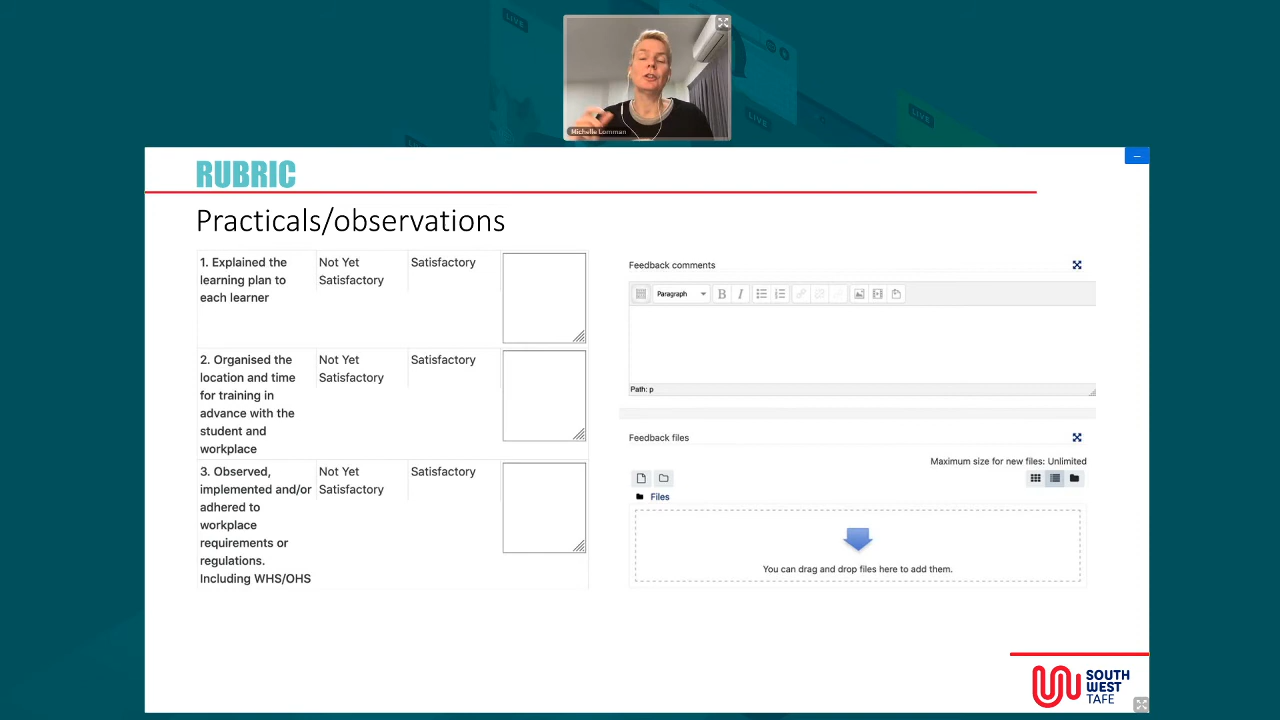 LIVE
LIVE
LIVE
Michelle Lomman
RUBRIC
Practicals/observations
1. Explained the
learning plan to
each learner
Not Yet
Satisfactory
Satisfactory
2. Organised the
location and time
for training in
advance with the
student and
workplace
Not Yet
Satisfactory
Satisfactory
3. Observed,
implemented and/or
adhered to
workplace
requirements or
regulations.
Including WHS/OHS
Not Yet
Satisfactory
Satisfactory
Feedback comments
Paragraph
B I
Path: p
Feedback files
Maximum size for new files: Unlimited
Files
You can drag and drop files here to add them.
SOUTH
WEST
TAFE